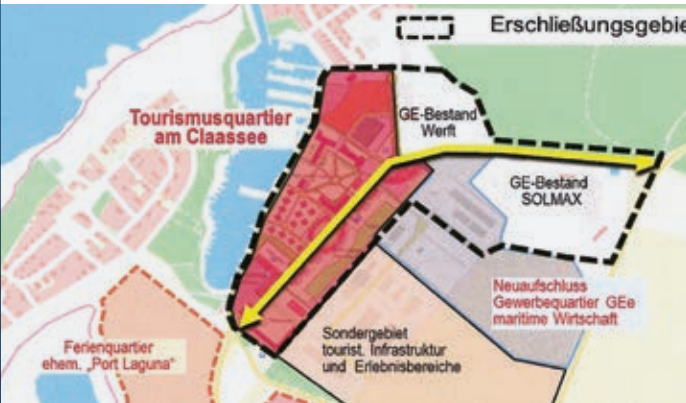 Erschließungsgebie
Tourismusquartier
am Claassee
GE-Bestand
Werft
GE-Bestand
SOLMAX
Neuaufschluss
Gewerbequartier GEe
maritime Wirtschaft
Sondergebiet
tourist. Infrastruktur
und Erlebnisbereiche
Ferienquartier
ehem. „Port Laguna“